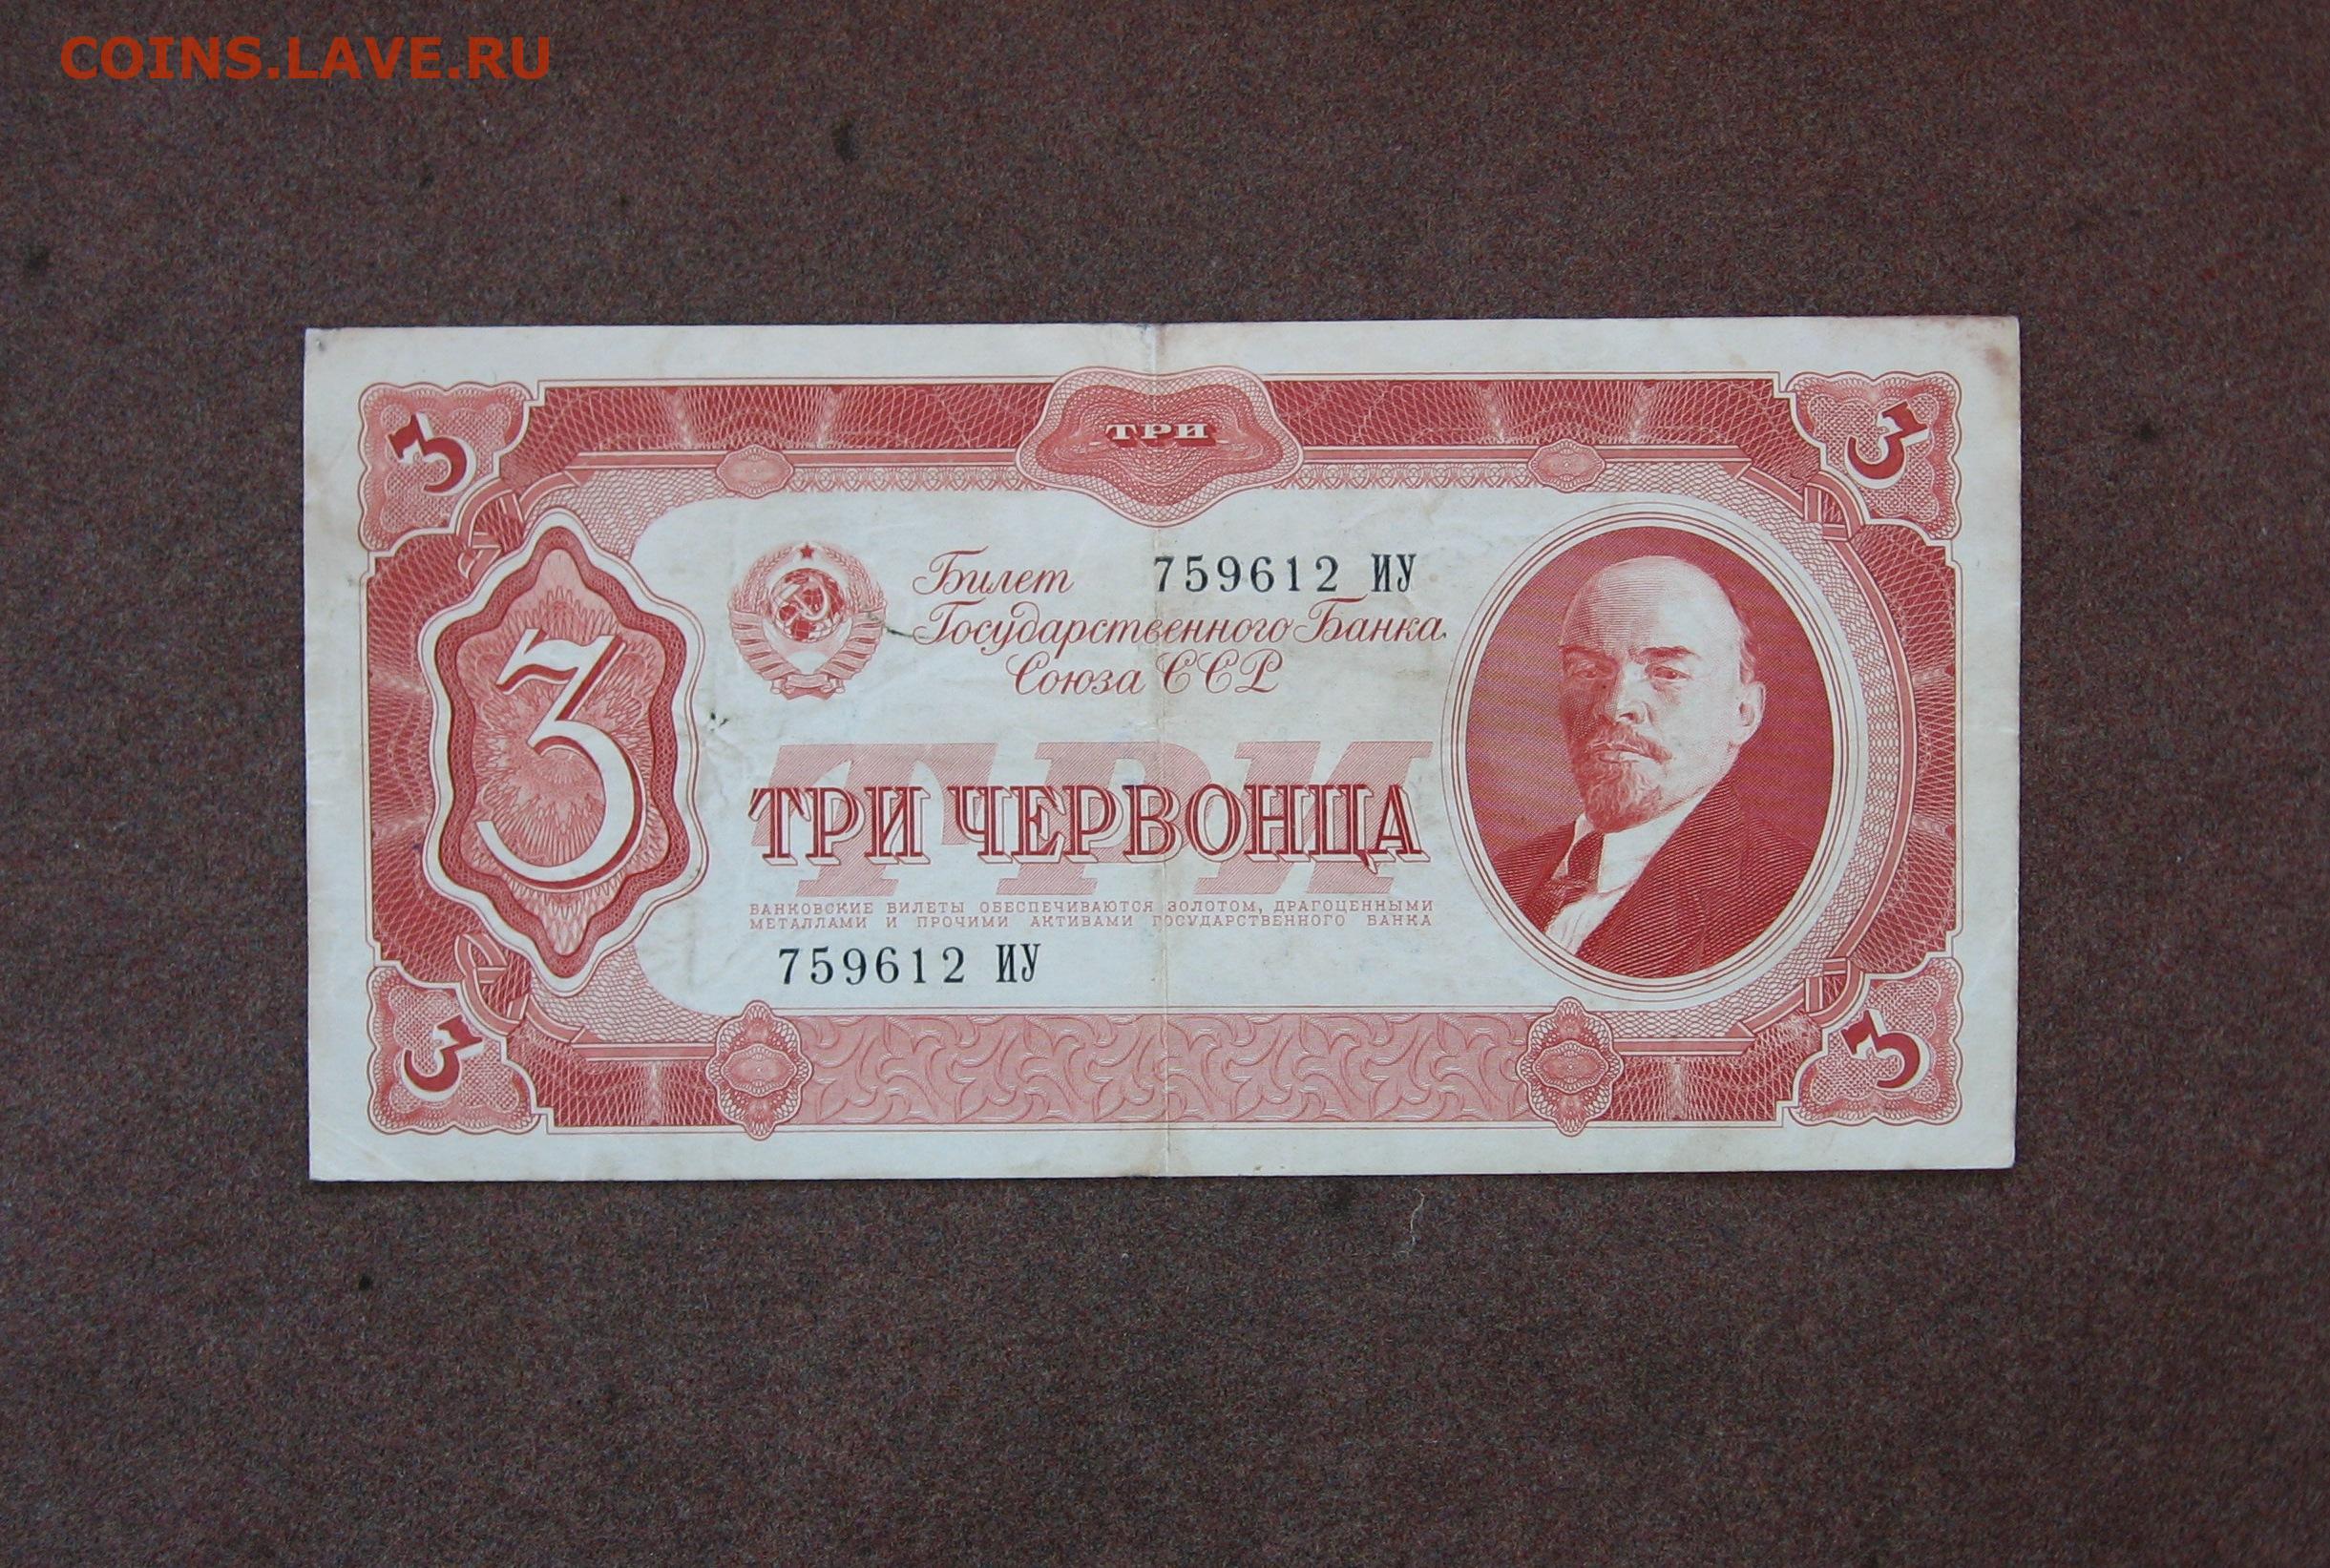 COINS.LAVE.RU
3 ТРИ 3
Билет 759612 ИУ
Государственного Банка
Союза ССР
3
ТРИ
ТРИ ЧЕРВОНЦА
БАНКОВСКИЕ БИЛЕТЫ ОБЕСПЕЧИВАЮТСЯ ЗОЛОТОМ, ДРАГОЦЕННЫМИ
МЕТАЛЛАМИ И ПРОЧИМИ АКТИВАМИ ГОСУДАРСТВЕННОГО БАНКА
759612 ИУ
3 3